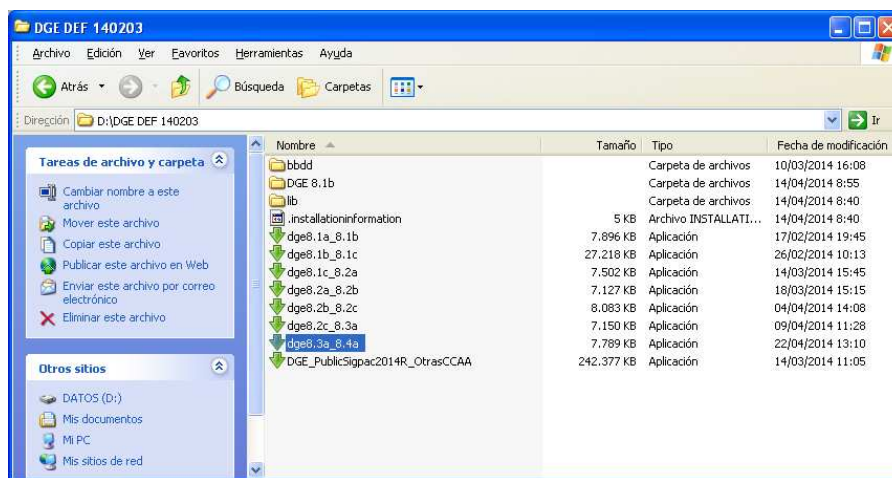 DGE DEF 140203
Archivo Edición Ver Favoritos Herramientas Ayuda
Atrás Búsqueda Carpetas
Dirección D:\DGE DEF 140203 Ir
Tareas de archivo y carpeta
Cambiar nombre a este archivo
Mover este archivo
Copiar este archivo
Publicar este archivo en Web
Enviar este archivo por correo electrónico
Eliminar este archivo
Otros sitios
DATOS (D:)
Mis documentos
Mi PC
Mis sitios de red
Nombre Tamaño Tipo Fecha de modificación
bbdd Carpeta de archivos 10/03/2014 16:08
DGE 8.1b Carpeta de archivos 14/04/2014 8:55
lib Carpeta de archivos 14/04/2014 8:40
.installationinformation 5 KB Archivo INSTALLATI... 14/04/2014 8:40
dge8.1a_8.1b 7.896 KB Aplicación 17/02/2014 19:45
dge8.1b_8.1c 27.218 KB Aplicación 26/02/2014 10:13
dge8.1c_8.2a 7.502 KB Aplicación 14/03/2014 15:45
dge8.2a_8.2b 7.127 KB Aplicación 18/03/2014 15:15
dge8.2b_8.2c 8.083 KB Aplicación 04/04/2014 14:08
dge8.2c_8.3a 7.150 KB Aplicación 09/04/2014 11:28
dge8.3a_8.4a 7.789 KB Aplicación 22/04/2014 13:10
DGE_PublicSigpac2014R_OtrasCCAA 242.377 KB Aplicación 14/03/2014 11:05